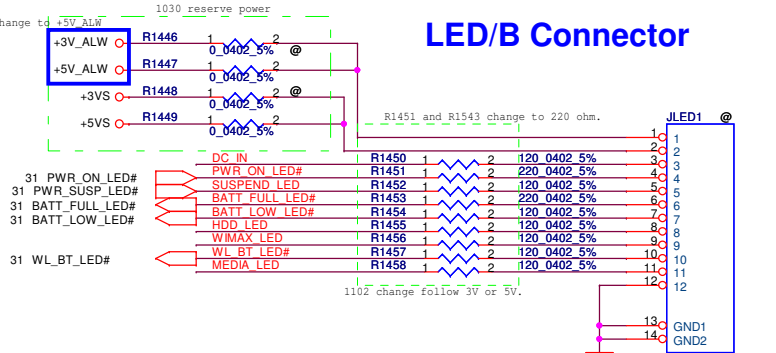 1030 reserve power
hange to +5V_ALW
LED/B Connector
+3V_ALW R1446 1 2 0_0402_5% @
+5V_ALW R1447 1 2 0_0402_5%
+3VS R1448 1 2 0_0402_5% @
+5VS R1449 1 2 0_0402_5%
R1451 and R1543 change to 220 ohm.
JLED1 @
1 1
2 2
DC_IN R1450 1 2 120_0402_5% 3 3
31 PWR_ON_LED# PWR_ON_LED# R1451 1 2 220_0402_5% 4 4
31 PWR_SUSP_LED# SUSPEND_LED R1452 1 2 120_0402_5% 5 5
31 BATT_FULL_LED# BATT_FULL_LED# R1453 1 2 220_0402_5% 6 6
31 BATT_LOW_LED# BATT_LOW_LED# R1454 1 2 120_0402_5% 7 7
HDD_LED R1455 1 2 120_0402_5% 8 8
WIMAX_LED R1456 1 2 120_0402_5% 9 9
31 WL_BT_LED# WL_BT_LED# R1457 1 2 120_0402_5% 10 10
MEDIA_LED R1458 1 2 120_0402_5% 11 11
12 12
1102 change follow 3V or 5V.
13 GND1
14 GND2